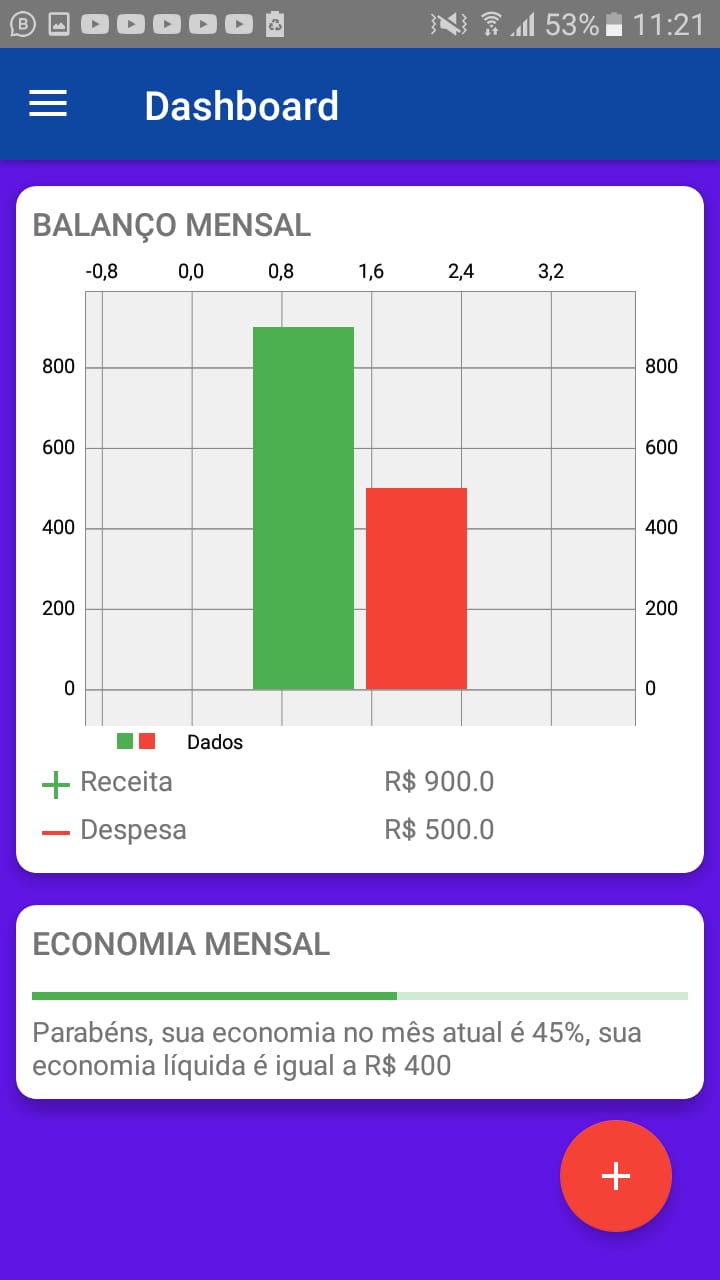 53% 11:21
Dashboard
BALANÇO MENSAL
-0,8 0,0 0,8 1,6 2,4 3,2
800 800
600 600
400 400
200 200
0 0
Dados
Receita R$ 900.0
Despesa R$ 500.0
ECONOMIA MENSAL
Parabéns, sua economia no mês atual é 45%, sua
economia líquida é igual a R$ 400